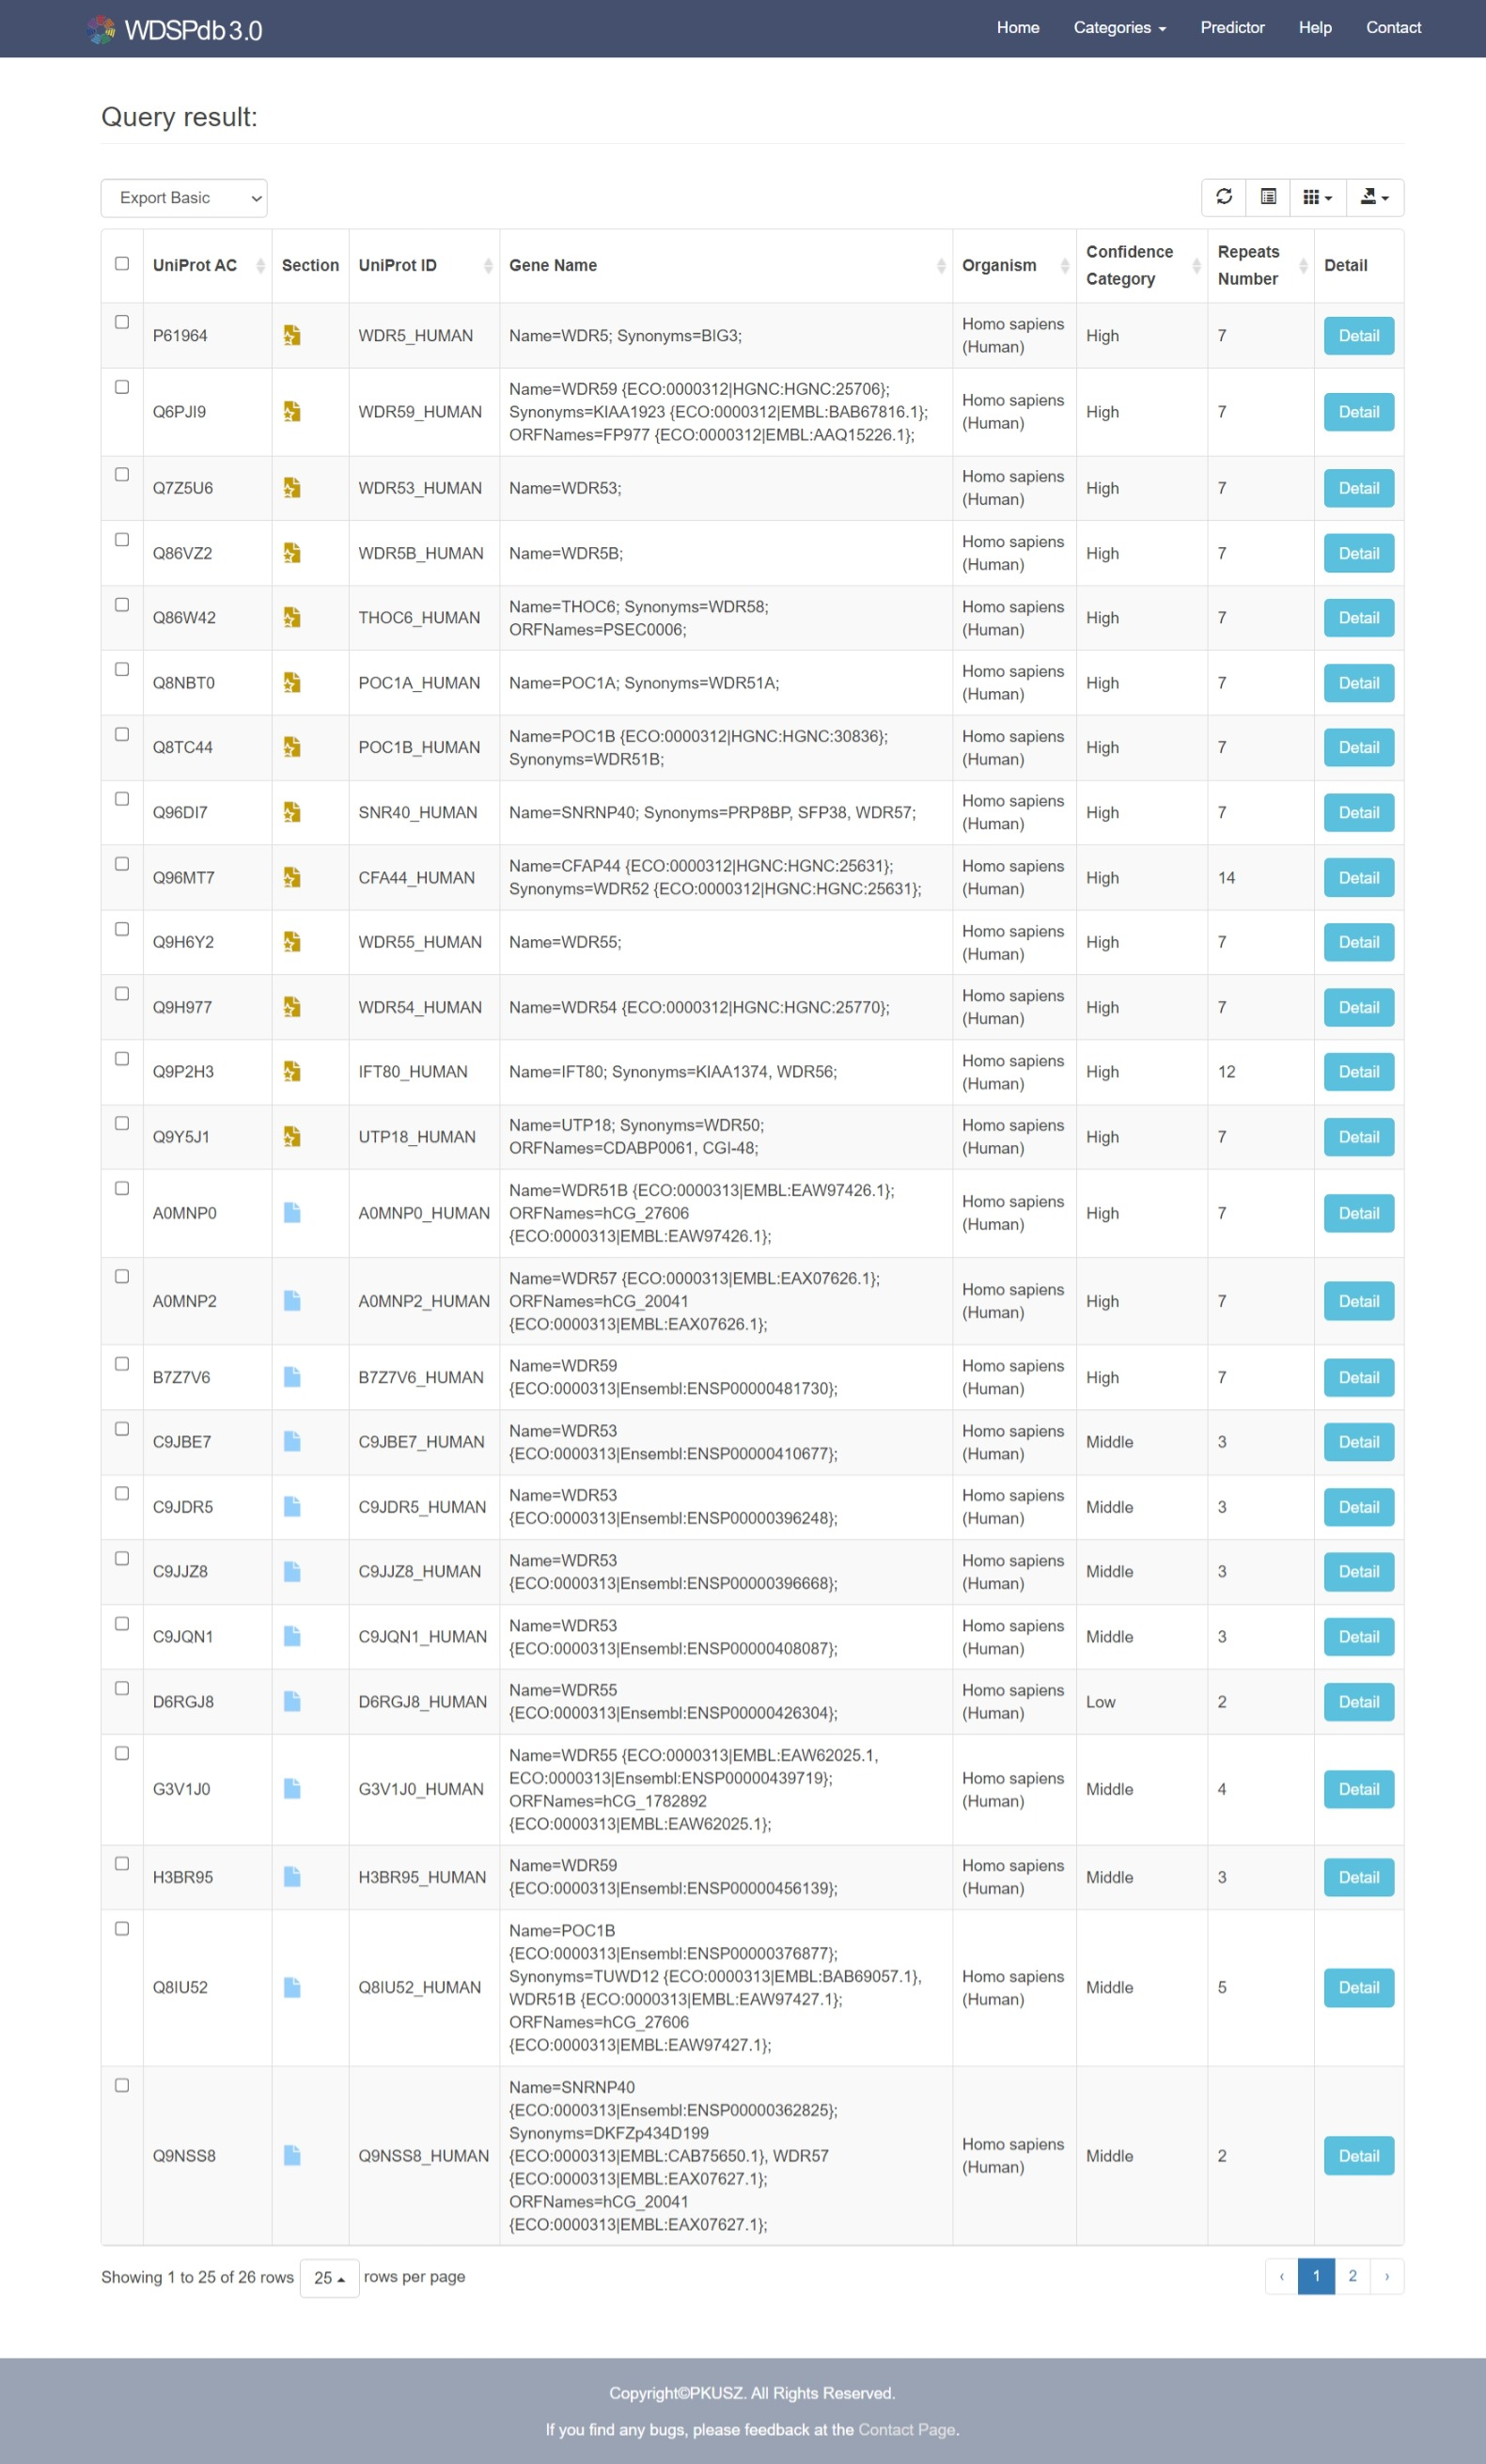 WDSPdb 3.0
Home Categories Predictor Help Contact
Query result:
Export Basic
UniProt AC Section UniProt ID Gene Name Organism Confidence Category Repeats Number Detail
P61964 WDR5_HUMAN Name=WDR5; Synonyms=BIG3; Homo sapiens (Human) High 7 Detail
Q6PJI9 WDR59_HUMAN Name=WDR59 {ECO:0000312|HGNC:HGNC:25706};
Synonyms=KIAA1923 {ECO:0000312|EMBL:BAB67816.1};
ORFNames=FP977 {ECO:0000312|EMBL:AAQ15226.1}; Homo sapiens (Human) High 7 Detail
Q7Z5U6 WDR53_HUMAN Name=WDR53; Homo sapiens (Human) High 7 Detail
Q86VZ2 WDR5B_HUMAN Name=WDR5B; Homo sapiens (Human) High 7 Detail
Q86W42 THOC6_HUMAN Name=THOC6; Synonyms=WDR58;
ORFNames=PSEC0006; Homo sapiens (Human) High 7 Detail
Q8NBT0 POC1A_HUMAN Name=POC1A; Synonyms=WDR51A; Homo sapiens (Human) High 7 Detail
Q8TC44 POC1B_HUMAN Name=POC1B {ECO:0000312|HGNC:HGNC:30836};
Synonyms=WDR51B; Homo sapiens (Human) High 7 Detail
Q96DI7 SNR40_HUMAN Name=SNRNP40; Synonyms=PRP8BP, SFP38, WDR57; Homo sapiens (Human) High 7 Detail
Q96MT7 CFA44_HUMAN Name=CFAP44 {ECO:0000312|HGNC:HGNC:25631};
Synonyms=WDR52 {ECO:0000312|HGNC:HGNC:25631}; Homo sapiens (Human) High 14 Detail
Q9H6Y2 WDR55_HUMAN Name=WDR55; Homo sapiens (Human) High 7 Detail
Q9H977 WDR54_HUMAN Name=WDR54 {ECO:0000312|HGNC:HGNC:25770}; Homo sapiens (Human) High 7 Detail
Q9P2H3 IFT80_HUMAN Name=IFT80; Synonyms=KIAA1374, WDR56; Homo sapiens (Human) High 12 Detail
Q9Y5J1 UTP18_HUMAN Name=UTP18; Synonyms=WDR50;
ORFNames=CDABP0061, CGI-48; Homo sapiens (Human) High 7 Detail
A0MNP0 A0MNP0_HUMAN Name=WDR51B {ECO:0000313|EMBL:EAW97426.1};
ORFNames=hCG_27606
{ECO:0000313|EMBL:EAW97426.1}; Homo sapiens (Human) High 7 Detail
A0MNP2 A0MNP2_HUMAN Name=WDR57 {ECO:0000313|EMBL:EAX07626.1};
ORFNames=hCG_20041
{ECO:0000313|EMBL:EAX07626.1}; Homo sapiens (Human) High 7 Detail
B7Z7V6 B7Z7V6_HUMAN Name=WDR59
{ECO:0000313|Ensembl:ENSP00000481730}; Homo sapiens (Human) High 7 Detail
C9JBE7 C9JBE7_HUMAN Name=WDR53
{ECO:0000313|Ensembl:ENSP00000410677}; Homo sapiens (Human) Middle 3 Detail
C9JDR5 C9JDR5_HUMAN Name=WDR53
{ECO:0000313|Ensembl:ENSP00000396248}; Homo sapiens (Human) Middle 3 Detail
C9JJZ8 C9JJZ8_HUMAN Name=WDR53
{ECO:0000313|Ensembl:ENSP00000396668}; Homo sapiens (Human) Middle 3 Detail
C9JQN1 C9JQN1_HUMAN Name=WDR53
{ECO:0000313|Ensembl:ENSP00000408087}; Homo sapiens (Human) Middle 3 Detail
D6RGJ8 D6RGJ8_HUMAN Name=WDR55
{ECO:0000313|Ensembl:ENSP00000426304}; Homo sapiens (Human) Low 2 Detail
G3V1J0 G3V1J0_HUMAN Name=WDR55 {ECO:0000313|EMBL:EAW62025.1,
ECO:0000313|Ensembl:ENSP00000439719};
ORFNames=hCG_1782892
{ECO:0000313|EMBL:EAW62025.1}; Homo sapiens (Human) Middle 4 Detail
H3BR95 H3BR95_HUMAN Name=WDR59
{ECO:0000313|Ensembl:ENSP00000456139}; Homo sapiens (Human) Middle 3 Detail
Q8IU52 Q8IU52_HUMAN Name=POC1B
{ECO:0000313|Ensembl:ENSP00000376877};
Synonyms=TUWD12 {ECO:0000313|EMBL:BAB69057.1},
WDR51B {ECO:0000313|EMBL:EAW97427.1};
ORFNames=hCG_27606
{ECO:0000313|EMBL:EAW97427.1}; Homo sapiens (Human) Middle 5 Detail
Q9NSS8 Q9NSS8_HUMAN Name=SNRNP40
{ECO:0000313|Ensembl:ENSP00000362825};
Synonyms=DKFZp434D199
{ECO:0000313|EMBL:CAB75650.1}, WDR57
{ECO:0000313|EMBL:EAX07627.1};
ORFNames=hCG_20041
{ECO:0000313|EMBL:EAX07627.1}; Homo sapiens (Human) Middle 2 Detail
Showing 1 to 25 of 26 rows 25 rows per page ‹ 1 2 ›
Copyright©PKUSZ. All Rights Reserved.
If you find any bugs, please feedback at the Contact Page.